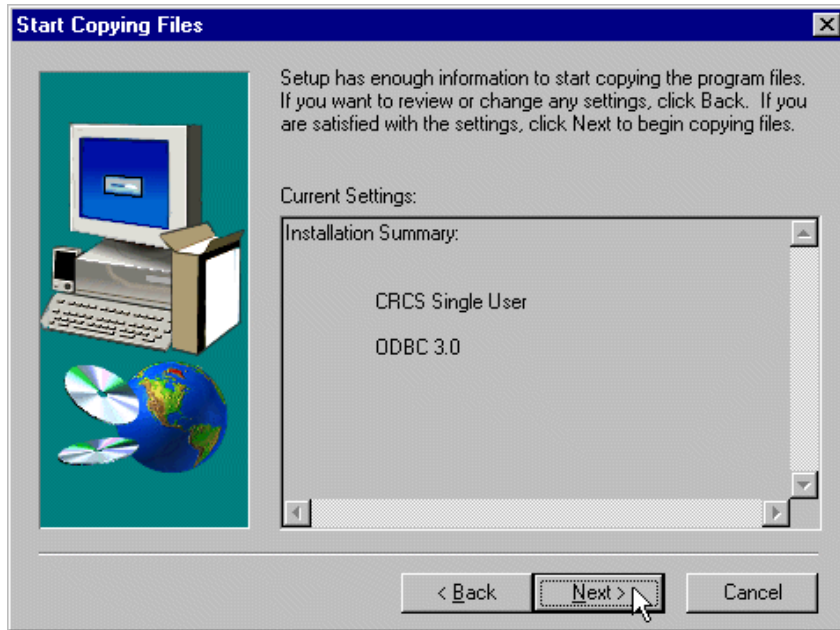 Start Copying Files
Setup has enough information to start copying the program files.
If you want to review or change any settings, click Back.  If you
are satisfied with the settings, click Next to begin copying files.
Current Settings:
Installation Summary:
CRCS Single User
ODBC 3.0
< Back
Next >
Cancel